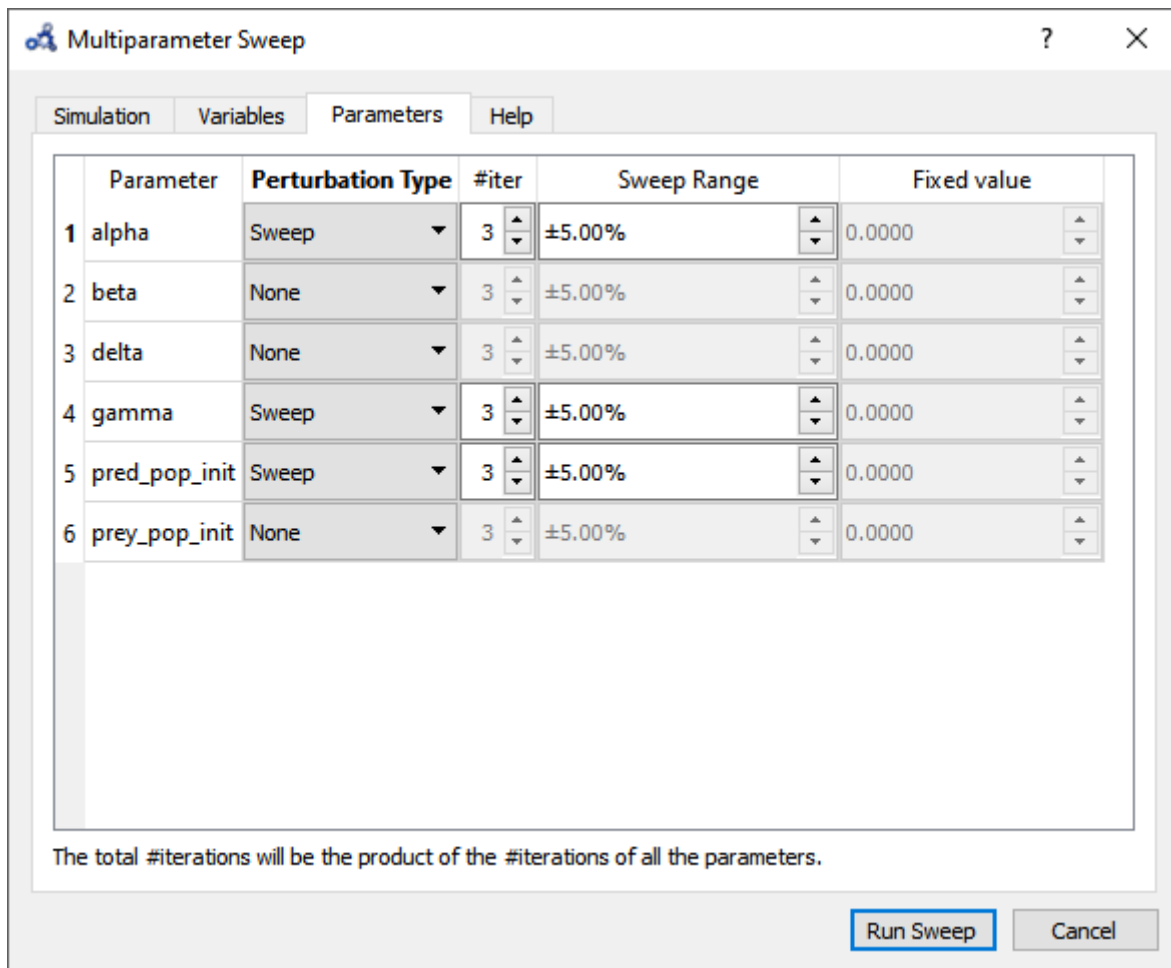 Multiparameter Sweep ?
Simulation Variables Parameters Help
Parameter Perturbation Type #iter Sweep Range Fixed value
1 alpha Sweep 3 ±5.00% 0.0000
2 beta None 3 ±5.00% 0.0000
3 delta None 3 ±5.00% 0.0000
4 gamma Sweep 3 ±5.00% 0.0000
5 pred_pop_init Sweep 3 ±5.00% 0.0000
6 prey_pop_init None 3 ±5.00% 0.0000
The total #iterations will be the product of the #iterations of all the parameters.
Run Sweep Cancel